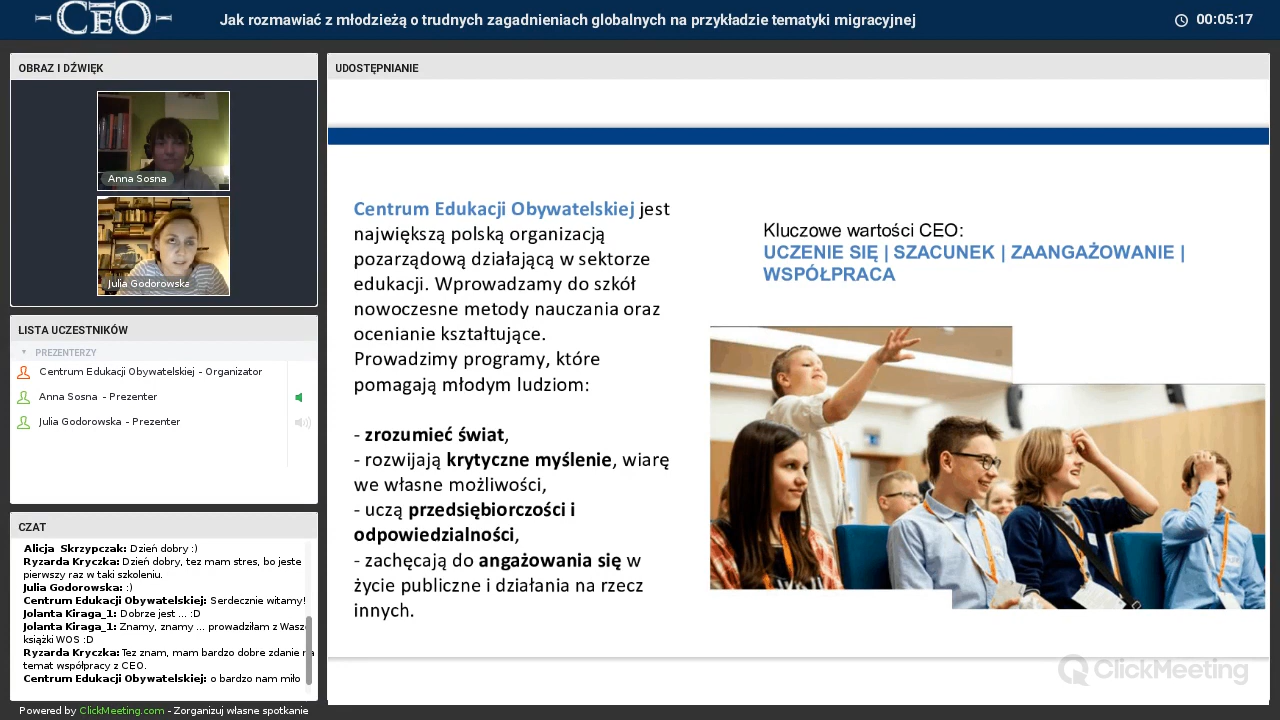 CEO
Jak rozmawiać z młodzieżą o trudnych zagadnieniach globalnych na przykładzie tematyki migracyjnej
00:05:17
OBRAZ I DŹWIĘK
Anna Sosna
Julia Godorowska
LISTA UCZESTNIKÓW
PREZENTERZY
Centrum Edukacji Obywatelskiej - Organizator
Anna Sosna - Prezenter
Julia Godorowska - Prezenter
CZAT
Alicja Skrzypczak: Dzień dobry :)
Ryzarda Kryczka: Dzień dobry, tez mam stres, bo jeste
pierwszy raz w taki szkoleniu.
Julia Godorowska: :)
Centrum Edukacji Obywatelskiej: Serdecznie witamy!
Jolanta Kiraga_1: Dobrze jest ... :D
Jolanta Kiraga_1: Znamy, znamy ... prowadziłam z Wasze
książki WOS :D
Ryzarda Kryczka: Tez znam, mam bardzo dobre zdanie na
temat współpracy z CEO.
Centrum Edukacji Obywatelskiej: o bardzo nam miło
Powered by ClickMeeting.com - Zorganizuj własne spotkanie
UDOSTĘPNIANIE
Centrum Edukacji Obywatelskiej jest
największą polską organizacją
pozarządową działającą w sektorze
edukacji. Wprowadzamy do szkół
nowoczesne metody nauczania oraz
ocenianie kształtujące.
Prowadzimy programy, które
pomagają młodym ludziom:
- zrozumieć świat,
- rozwijają krytyczne myślenie, wiarę
we własne możliwości,
- uczą przedsiębiorczości i
odpowiedzialności,
- zachęcają do angażowania się w
życie publiczne i działania na rzecz
innych.
Kluczowe wartości CEO:
UCZENIE SIĘ | SZACUNEK | ZAANGAŻOWANIE |
WSPÓŁPRACA
ClickMeeting